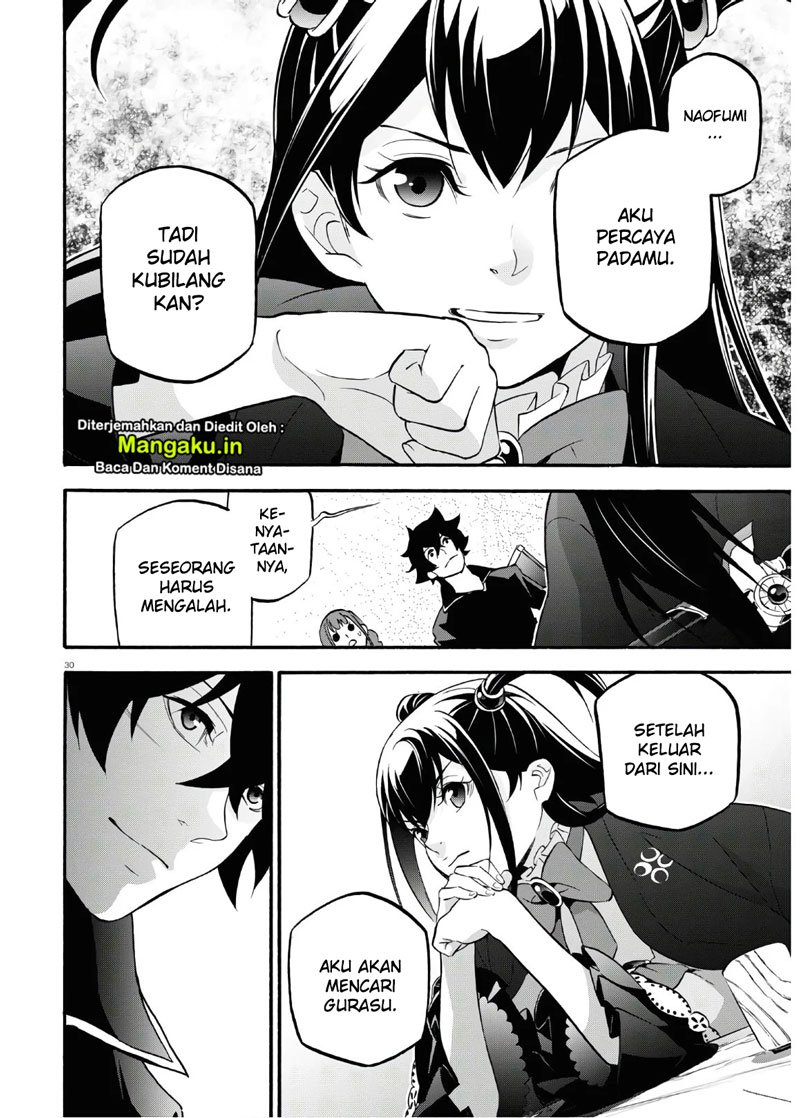 NAOFUMI
...
AKU
PERCAYA
PADAMU.
TADI
SUDAH
KUBILANG
KAN?
Diterjemahkan dan Diedit Oleh :
Mangaku.in
Baca Dan Koment Disana
KE-
NYA-
TAAN-
NYA,
SESEORANG
HARUS
MENGALAH.
30
SETELAH
KELUAR
DARI SINI...
AKU AKAN
MENCARI
GURASU.